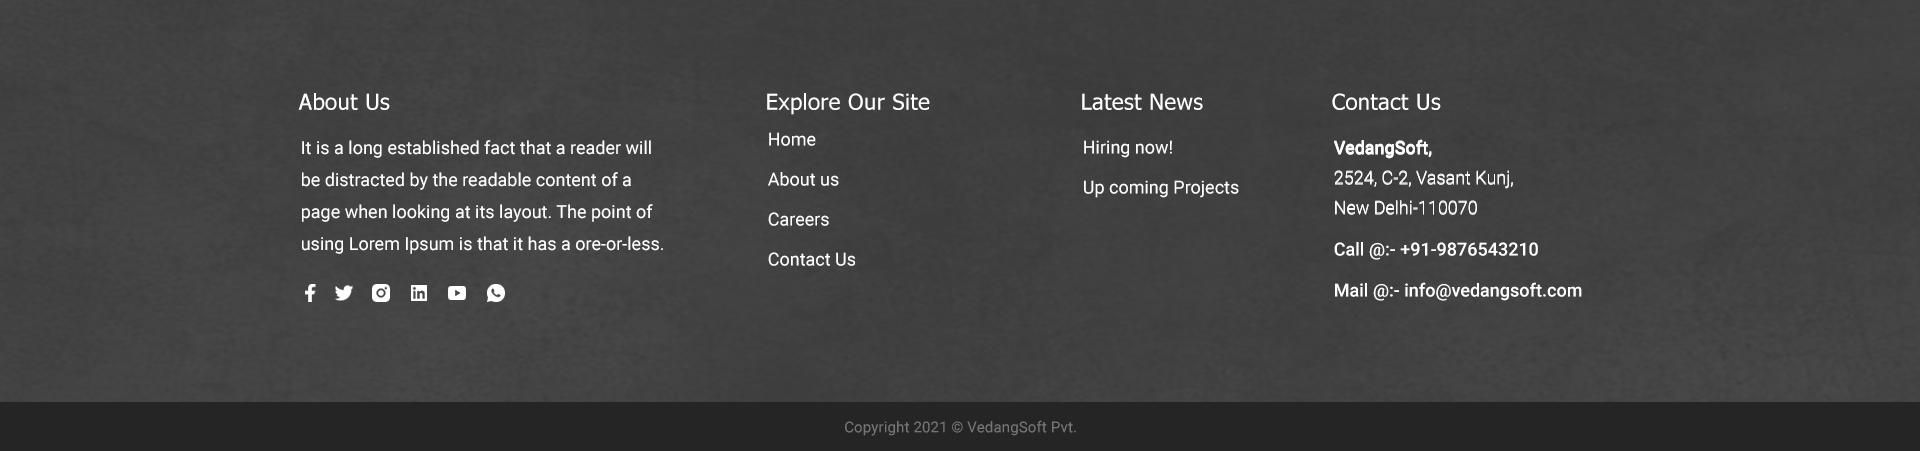 About Us
It is a long established fact that a reader will
be distracted by the readable content of a
page when looking at its layout. The point of
using Lorem Ipsum is that it has a ore-or-less.
Explore Our Site
Home
About us
Careers
Contact Us
Latest News
Hiring now!
Up coming Projects
Contact Us
VedangSoft,
2524, C-2, Vasant Kunj,
New Delhi-110070
Call @:- +91-9876543210
Mail @:- info@vedangsoft.com
Copyright 2021 © VedangSoft Pvt.